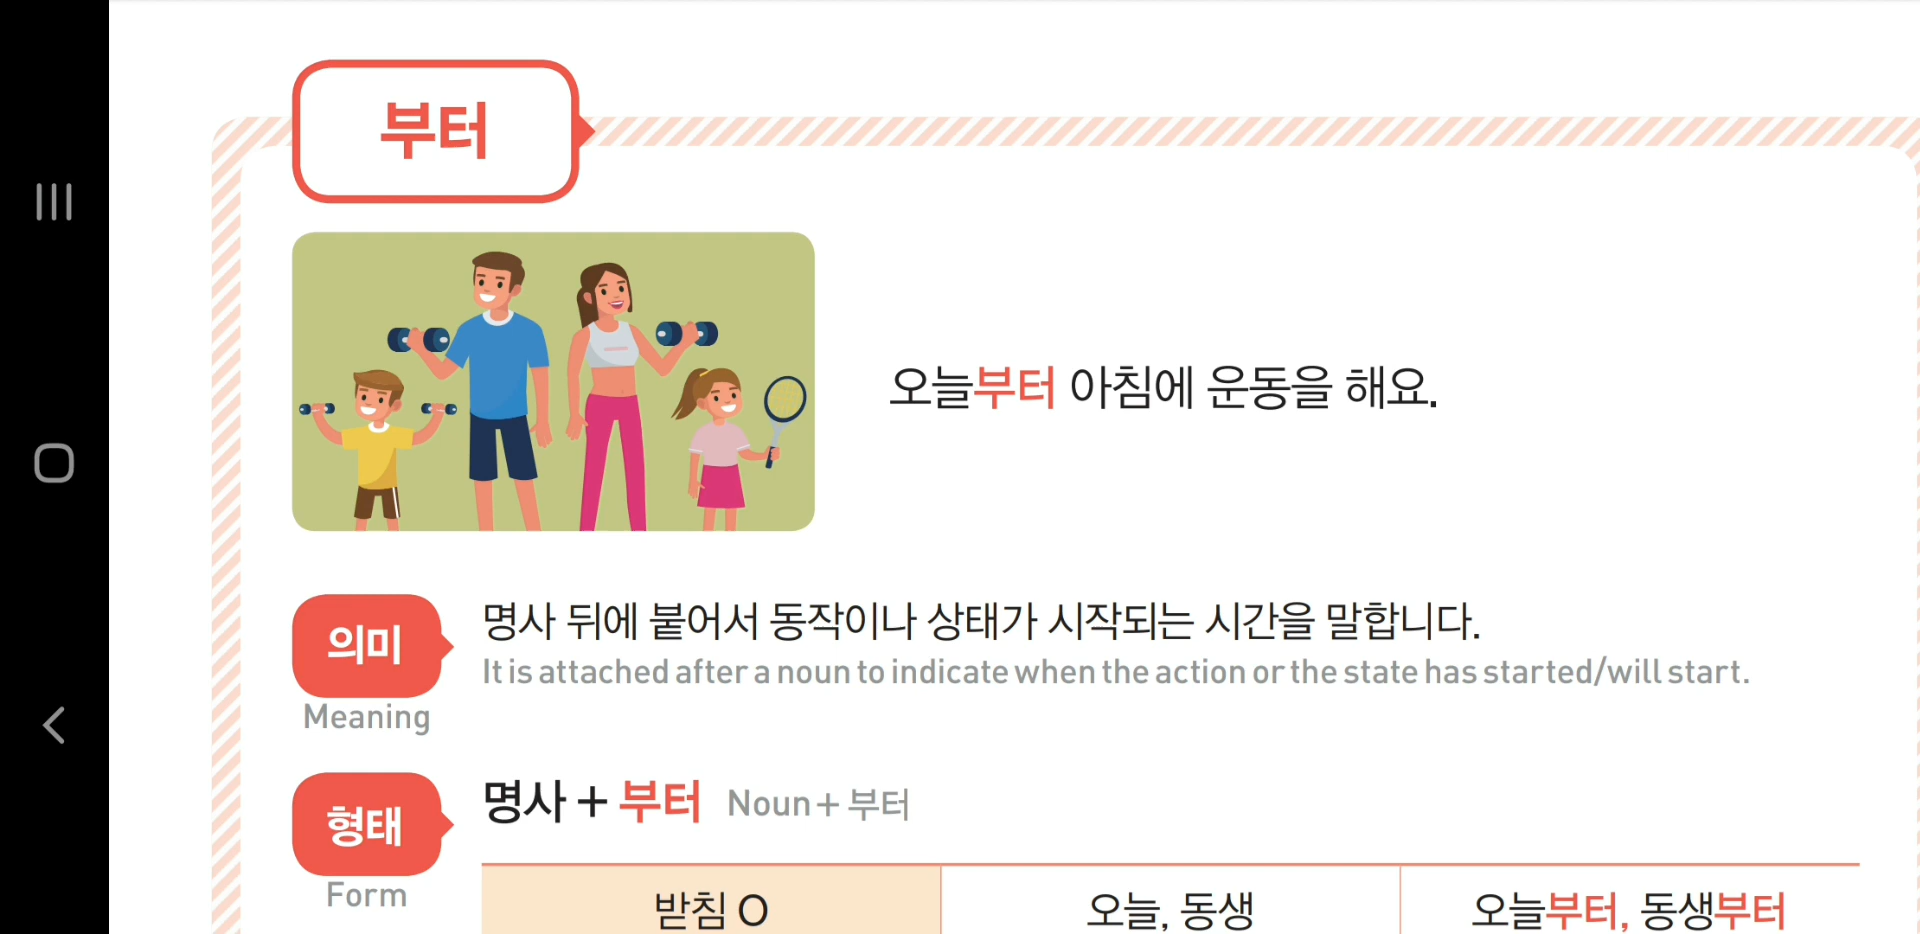 부터
오늘부터 아침에 운동을 해요.
의미
Meaning
명사 뒤에 붙어서 동작이나 상태가 시작되는 시간을 말합니다.
It is attached after a noun to indicate when the action or the state has started/will start.
형태
Form
명사 + 부터 Noun + 부터
받침 O 오늘, 동생 오늘부터, 동생부터